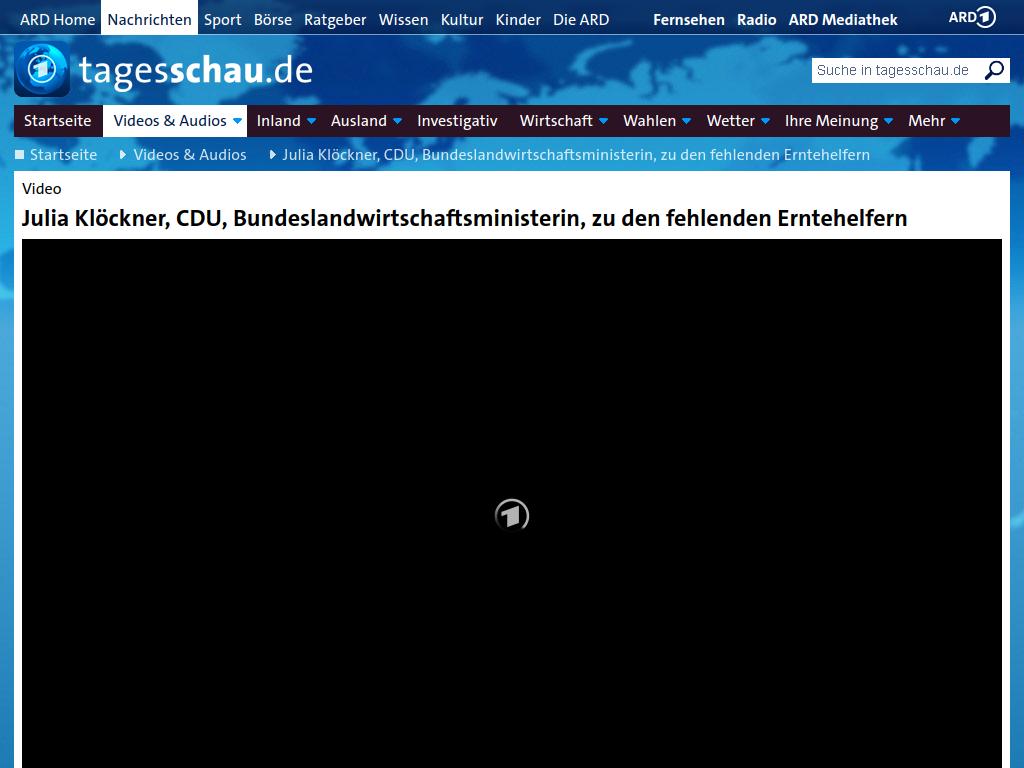 ARD Home Nachrichten Sport Börse Ratgeber Wissen Kultur Kinder Die ARD Fernsehen Radio ARD Mediathek ARD 1
1 tagesschau.de
Suche in tagesschau.de
Startseite Videos & Audios Inland Ausland Investigativ Wirtschaft Wahlen Wetter Ihre Meinung Mehr
Startseite Videos & Audios Julia Klöckner, CDU, Bundeslandwirtschaftsministerin, zu den fehlenden Erntehelfern
Video
Julia Klöckner, CDU, Bundeslandwirtschaftsministerin, zu den fehlenden Erntehelfern
1